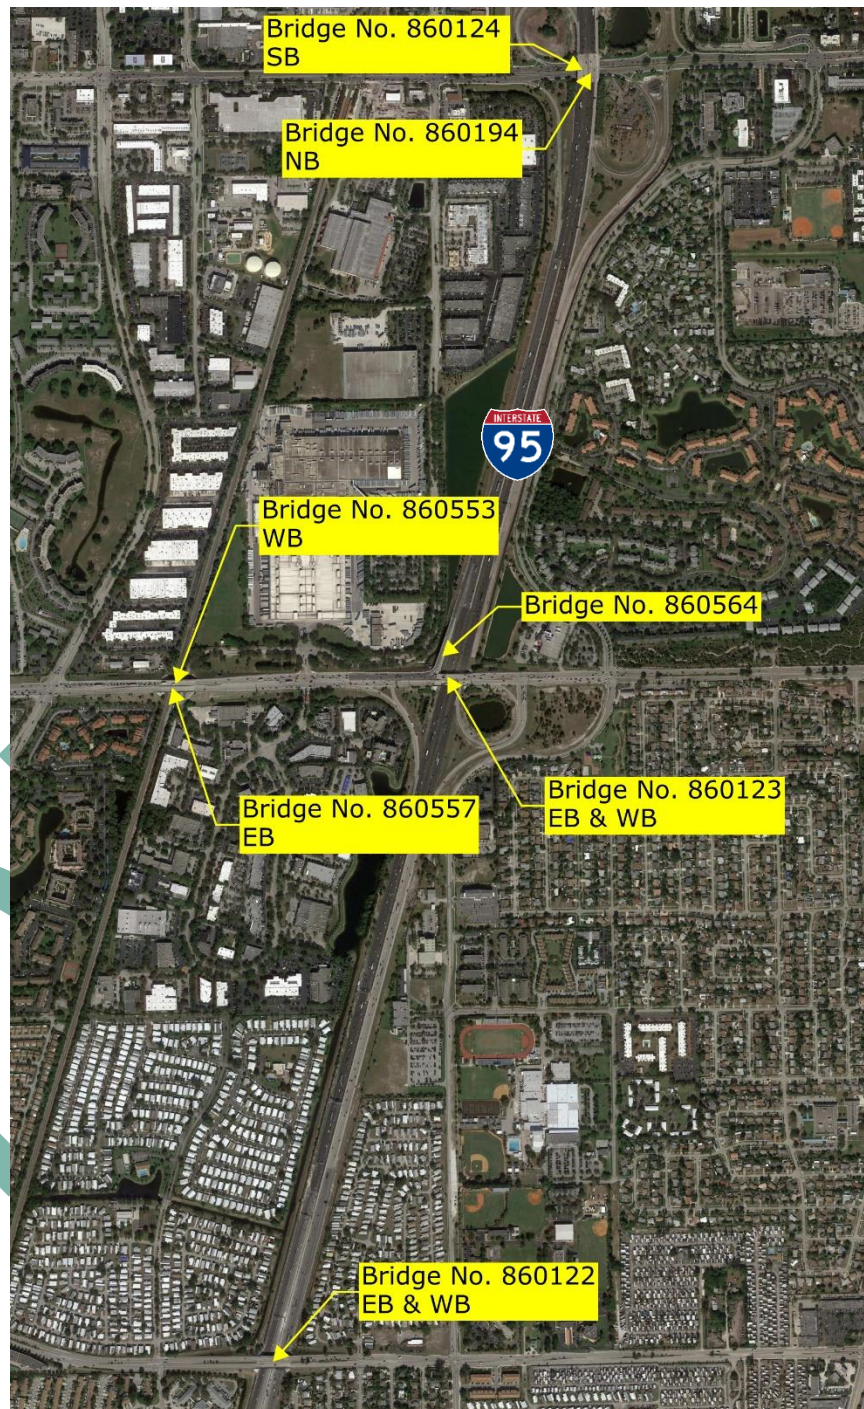 Bridge No. 860124
SB
Bridge No. 860194
NB
INTERSTATE
95
Bridge No. 860553
WB
Bridge No. 860564
Bridge No. 860123
EB & WB
Bridge No. 860557
EB
Bridge No. 860122
EB & WB